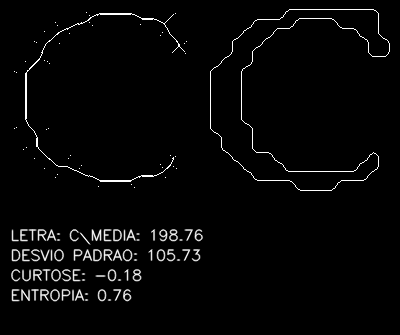 LETRA: C\MEDIA: 198.76
DESVIO PADRAO: 105.73
CURTOSE: -0.18
ENTROPIA: 0.76